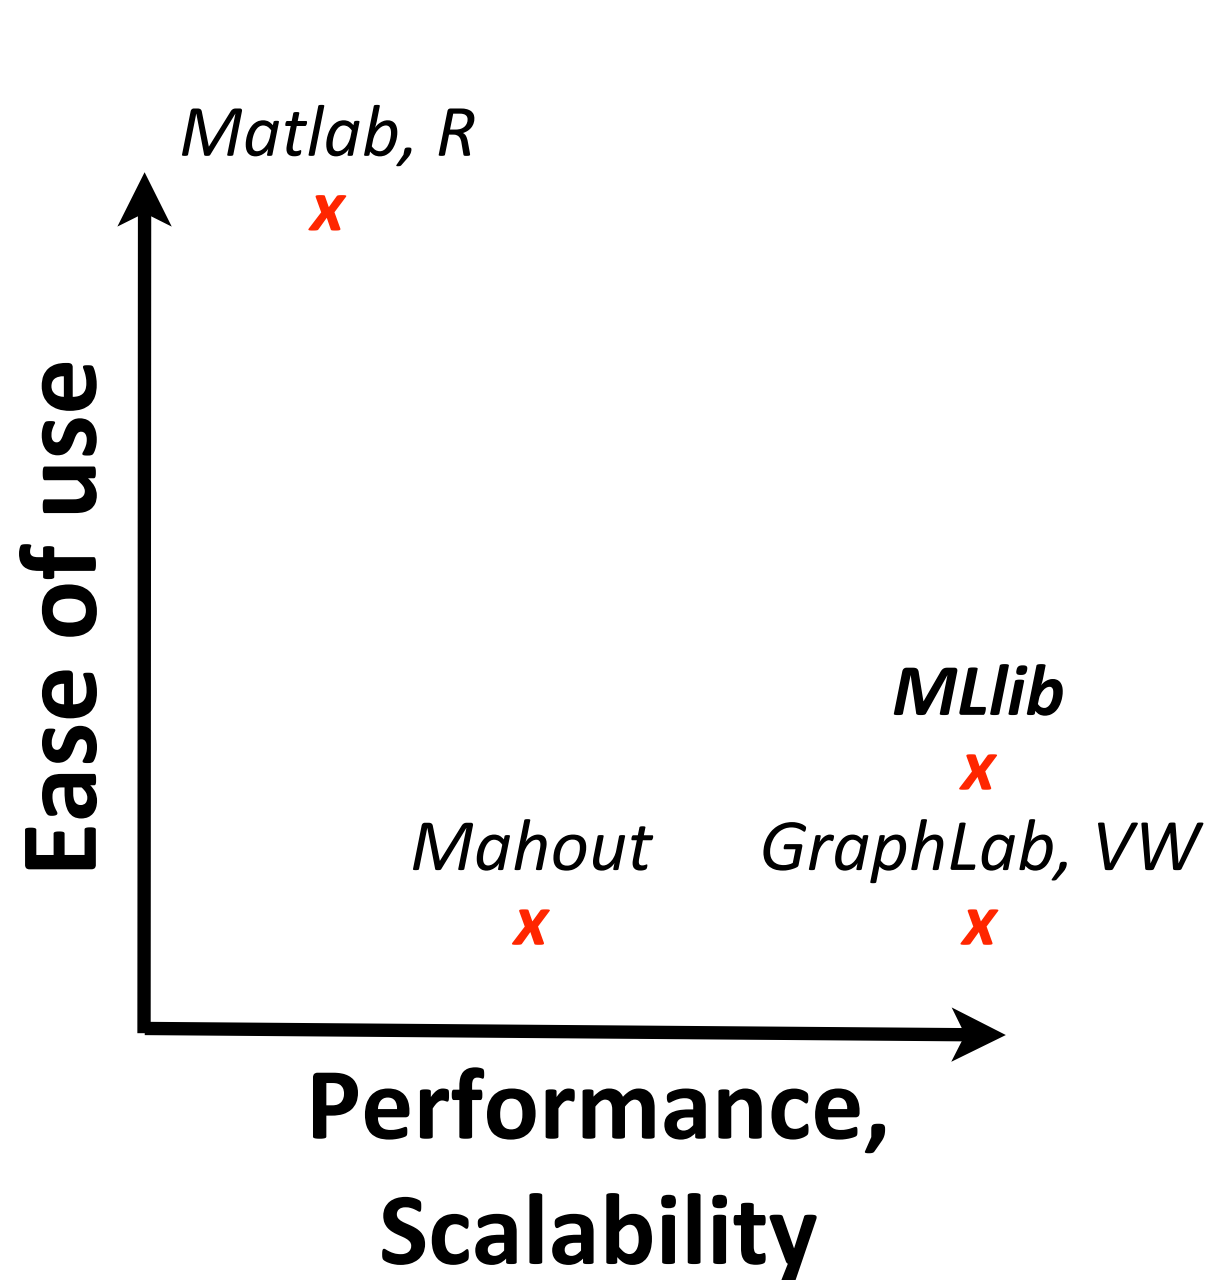 Matlab, R
x
Ease of use
MLlib
x
Mahout
x
GraphLab, VW
x
Performance,
Scalability